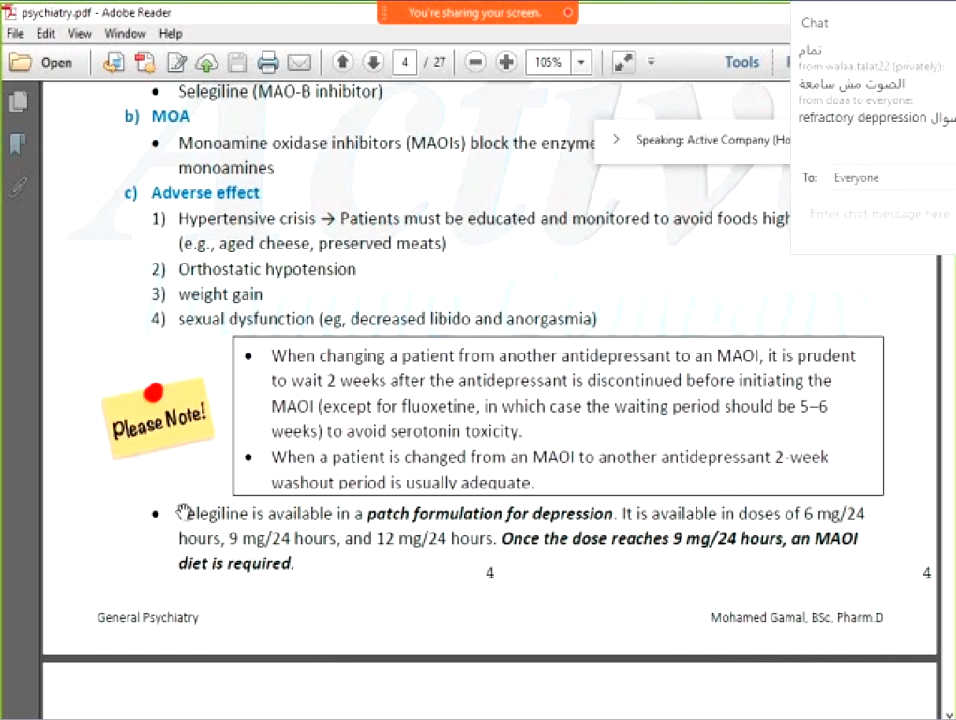 psychiatry.pdf - Adobe Reader
You're sharing your screen.
File Edit View Window Help
Open 4 / 27 105% Tools
Chat
تمام
from walaa.talat22 (privately):
الصوت مش سامعة
from doaa to everyone:
refractory deppression سوال
Speaking: Active Company (Ho
To: Everyone
Enter chat message here
• Selegiline (MAO-B inhibitor)
b) MOA
• Monoamine oxidase inhibitors (MAOIs) block the enzyme
monoamines
c) Adverse effect
1) Hypertensive crisis → Patients must be educated and monitored to avoid foods high
(e.g., aged cheese, preserved meats)
2) Orthostatic hypotension
3) weight gain
4) sexual dysfunction (eg, decreased libido and anorgasmia)
Please Note!
• When changing a patient from another antidepressant to an MAOI, it is prudent
to wait 2 weeks after the antidepressant is discontinued before initiating the
MAOI (except for fluoxetine, in which case the waiting period should be 5–6
weeks) to avoid serotonin toxicity.
• When a patient is changed from an MAOI to another antidepressant 2-week
washout period is usually adequate.
• elegiline is available in a patch formulation for depression. It is available in doses of 6 mg/24
hours, 9 mg/24 hours, and 12 mg/24 hours. Once the dose reaches 9 mg/24 hours, an MAOI
diet is required.
4 4
General Psychiatry Mohamed Gamal, BSc, Pharm.D